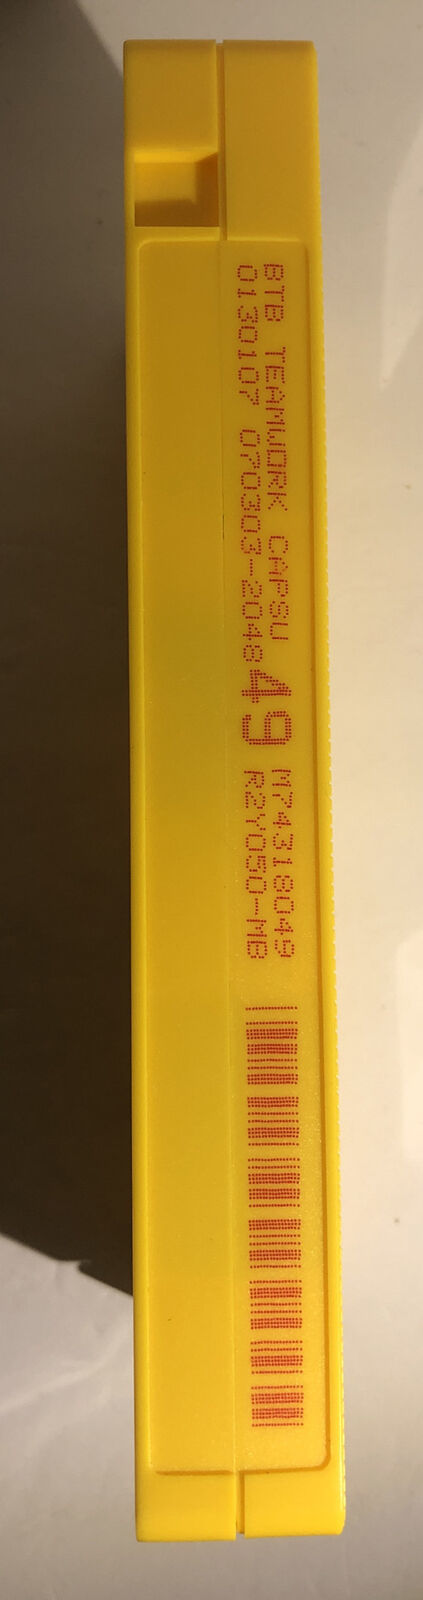 BTB TEAMWORK CAPSU
0130107 070303-2048
49
M74318049
R2Y050-MB